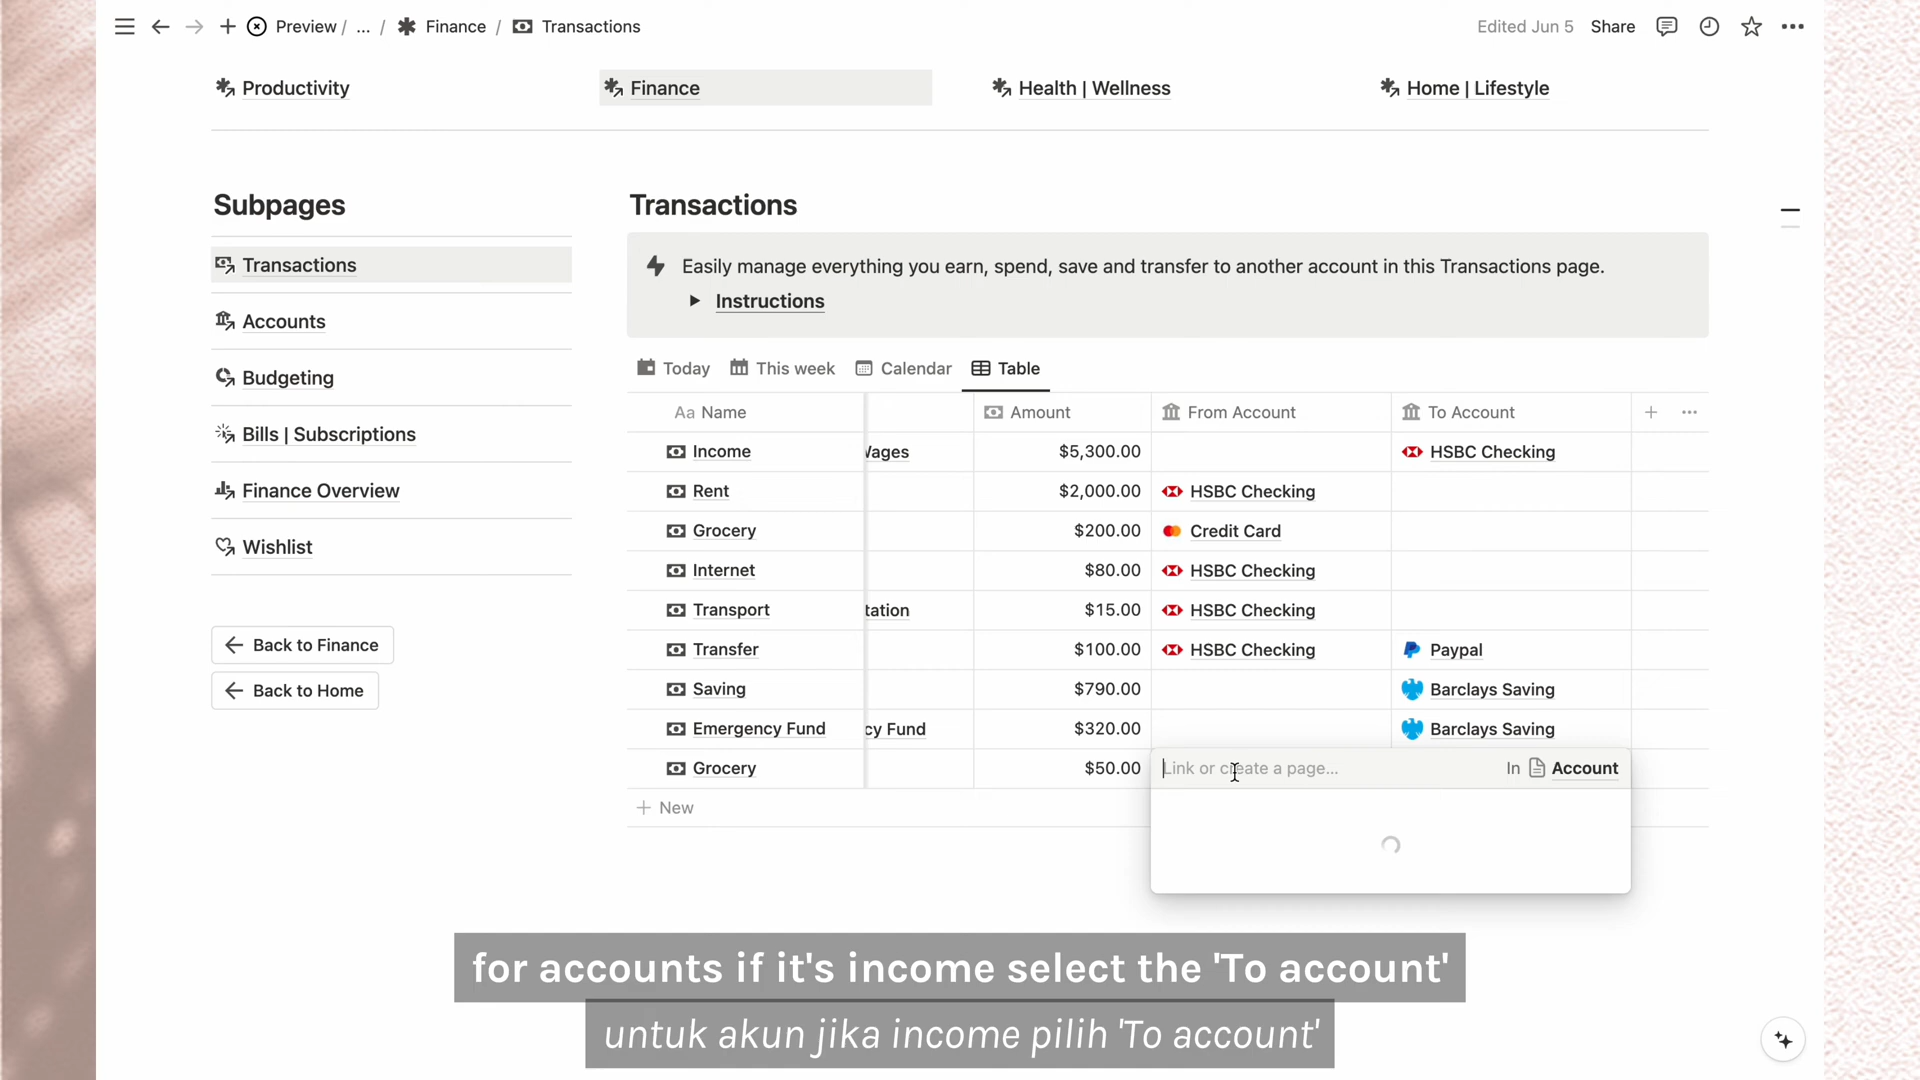 Preview / ... / Finance / Transactions Edited Jun 5 Share
Productivity Finance Health | Wellness Home | Lifestyle
Subpages
Transactions
Accounts
Budgeting
Bills | Subscriptions
Finance Overview
Wishlist
Back to Finance
Back to Home
Transactions
Easily manage everything you earn, spend, save and transfer to another account in this Transactions page.
Instructions
Today This week Calendar Table
Aa Name Amount From Account To Account
Income Wages $5,300.00 HSBC Checking
Rent $2,000.00 HSBC Checking
Grocery $200.00 Credit Card
Internet $80.00 HSBC Checking
Transport tation $15.00 HSBC Checking
Transfer $100.00 HSBC Checking Paypal
Saving $790.00 Barclays Saving
Emergency Fund cy Fund $320.00 Barclays Saving
Grocery $50.00 Link or create a page... In Account
New
for accounts if it's income select the 'To account'
untuk akun jika income pilih 'To account'